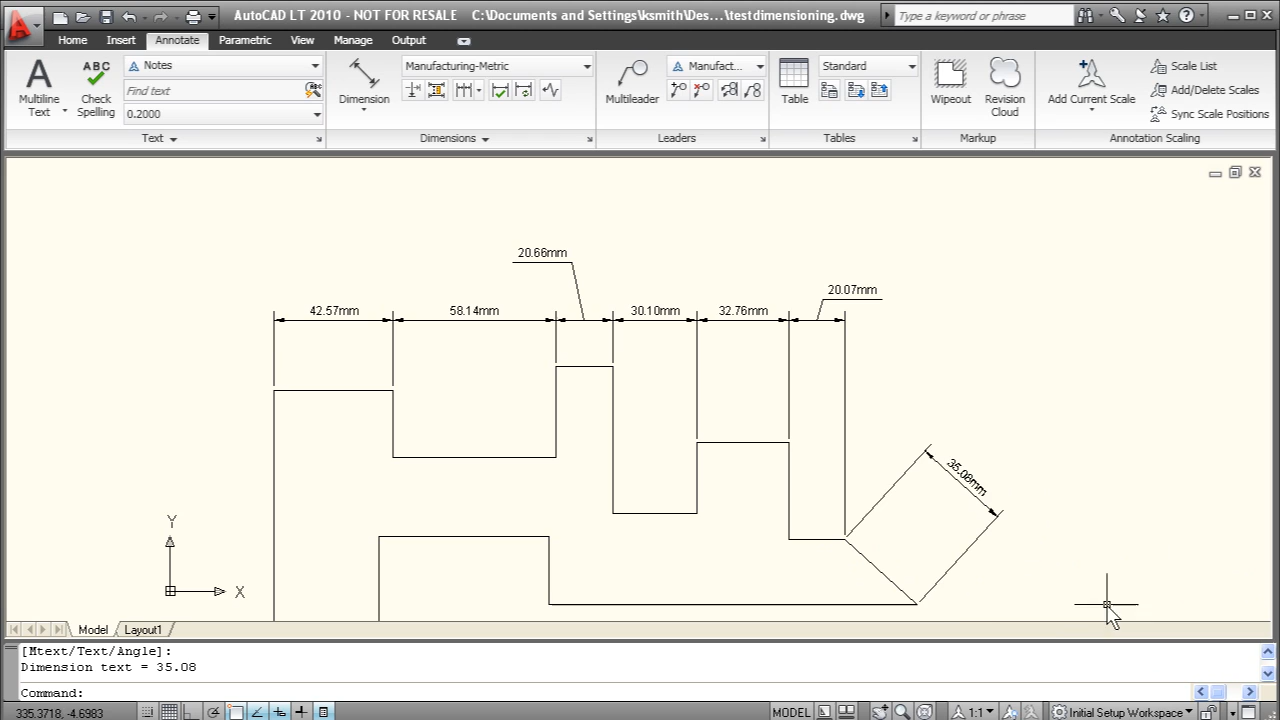 AutoCAD LT 2010 - NOT FOR RESALE C:\Documents and Settings\ksmith\Des...\testdimensioning.dwg
Type a keyword or phrase
Home Insert Annotate Parametric View Manage Output
Multiline Text
ABC Check Spelling
Notes
Find text
0.2000
Text
Dimension
Manufacturing-Metric
Dimensions
Multileader
Manufact...
Leaders
Table
Standard
Tables
Wipeout
Revision Cloud
Markup
Add Current Scale
Scale List
Add/Delete Scales
Sync Scale Positions
Annotation Scaling
20.66mm
20.07mm
42.57mm 58.14mm 30.10mm 32.76mm
35.08mm
Y
X
Model Layout1
[Mtext/Text/Angle]:
Dimension text = 35.08
Command:
335.3718, -4.6983
MODEL
1:1
Initial Setup Workspace